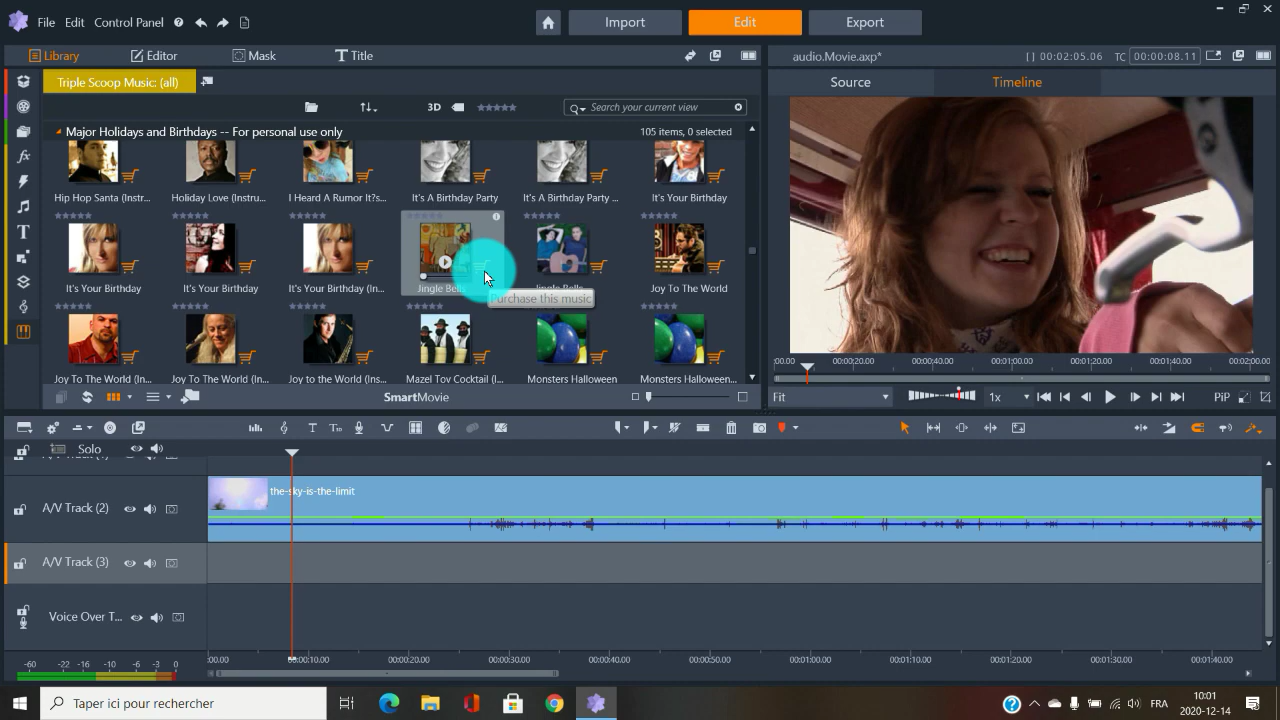 File Edit Control Panel
Import Edit Export
Library Editor Mask Title
audio.Movie.axp* [] 00:02:05.06 TC 00:00:08.11
Triple Scoop Music: (all)
Source Timeline
3D Search your current view
Major Holidays and Birthdays -- For personal use only 105 items, 0 selected
Hip Hop Santa (Instr... Holiday Love (Instru... I Heard A Rumor It?s... It's A Birthday Party It's A Birthday Party ... It's Your Birthday
It's Your Birthday It's Your Birthday It's Your Birthday (In... Jingle Bells Jingle Bells Joy To The World
Purchase this music
Joy To The World (Ins... Joy To The World (Ins... Joy to the World (Ins... Mazel Tov Cocktail (I... Monsters Halloween Monsters Halloween...
:00.00 00:00:20.00 00:00:40.00 00:01:00.00 00:01:20.00 00:01:40.00 00:02:00.00
SmartMovie
Fit 1x PiP
Solo
A/V Track (2) the-sky-is-the-limit
A/V Track (3)
Voice Over T...
-60 -22 -16 -10 -6 -3 0
:00.00 00:00:10.00 00:00:20.00 00:00:30.00 00:00:40.00 00:00:50.00 00:01:00.00 00:01:10.00 00:01:20.00 00:01:30.00 00:01:40.00
Taper ici pour rechercher
FRA
10:01
2020-12-14